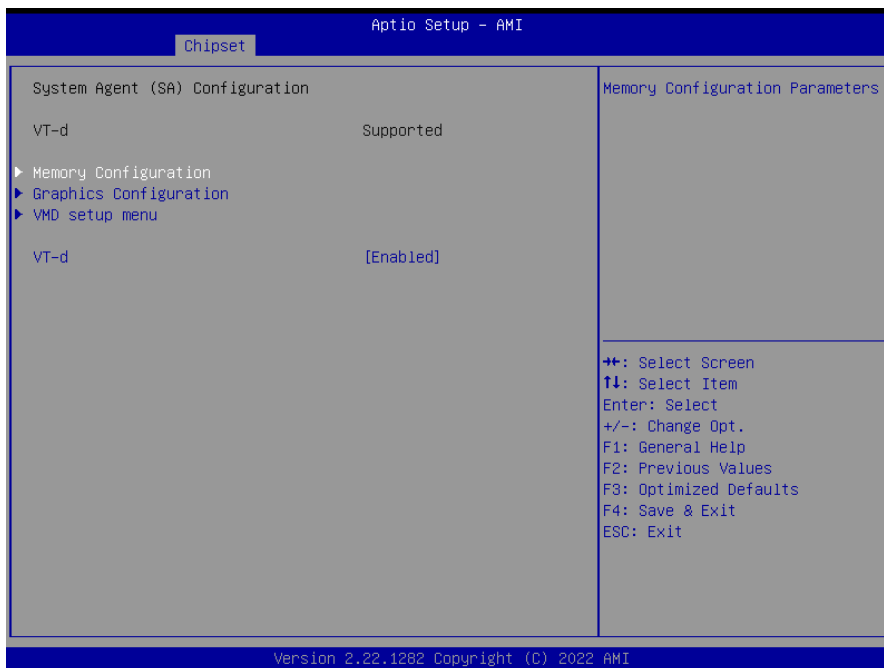 Aptio Setup – AMI
Chipset
System Agent (SA) Configuration
VT-d Supported
Memory Configuration
Graphics Configuration
VMD setup menu
VT-d [Enabled]
Memory Configuration Parameters
→←: Select Screen
↑↓: Select Item
Enter: Select
+/-: Change Opt.
F1: General Help
F2: Previous Values
F3: Optimized Defaults
F4: Save & Exit
ESC: Exit
Version 2.22.1282 Copyright (C) 2022 AMI